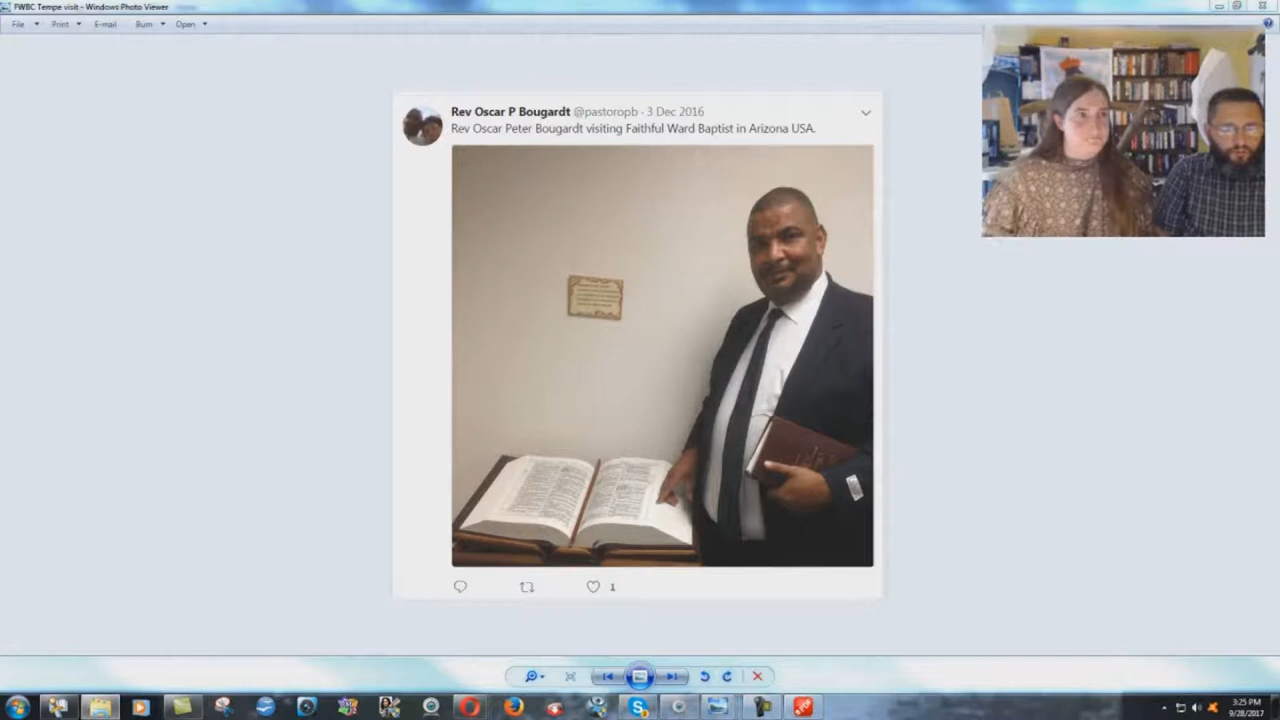 FWBC Tempe visit - Windows Photo Viewer
File Print E-mail Burn Open
Rev Oscar P Bougardt @pastoropb · 3 Dec 2016
Rev Oscar Peter Bougardt visiting Faithful Ward Baptist in Arizona USA.
1
3:25 PM
9/28/2017